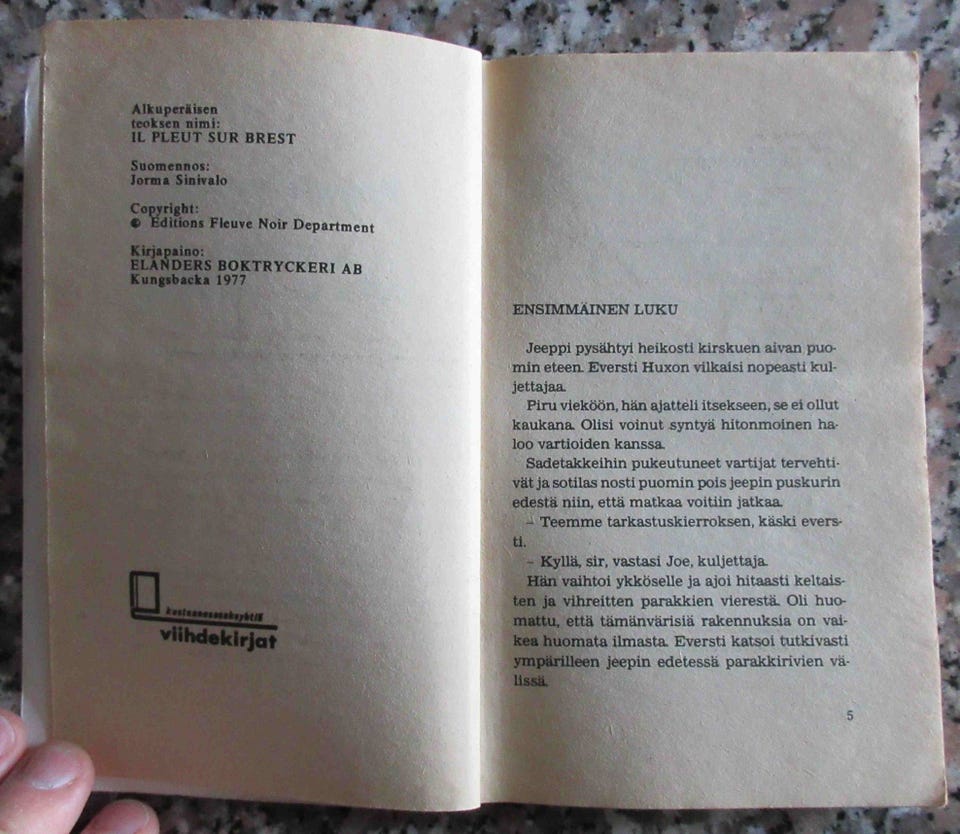 Alkuperäisen
teoksen nimi:
IL PLEUT SUR BREST
Suomennos:
Jorma Sinivalo
Copyright:
© Editions Fleuve Noir Department
Kirjapaino:
ELANDERS BOKTRYCKERI AB
Kungsbacka 1977
kustannusosakeyhtiö
viihdekirjat
ENSIMMÄINEN LUKU
Jeeppi pysähtyi heikosti kirskuen aivan puo-
min eteen. Eversti Huxon vilkaisi nopeasti kul-
jettajaa.
Piru vieköön, hän ajatteli itsekseen, se ei ollut
kaukana. Olisi voinut syntyä hitonmoinen ha-
loo vartioiden kanssa.
Sadetakkeihin pukeutuneet vartijat tervehti-
vät ja sotilas nosti puomin pois jeepin puskurin
edestä niin, että matkaa voitiin jatkaa.
– Teemme tarkastuskierroksen, käski evers-
ti.
– Kyllä, sir, vastasi Joe, kuljettaja.
Hän vaihtoi ykköselle ja ajoi hitaasti keltais-
ten ja vihreitten parakkien vierestä. Oli huo-
mattu, että tämänvärisiä rakennuksia on vai-
kea huomata ilmasta. Eversti katsoi tutkivasti
ympärilleen jeepin edetessä parakkirivien vä-
lissä.
5